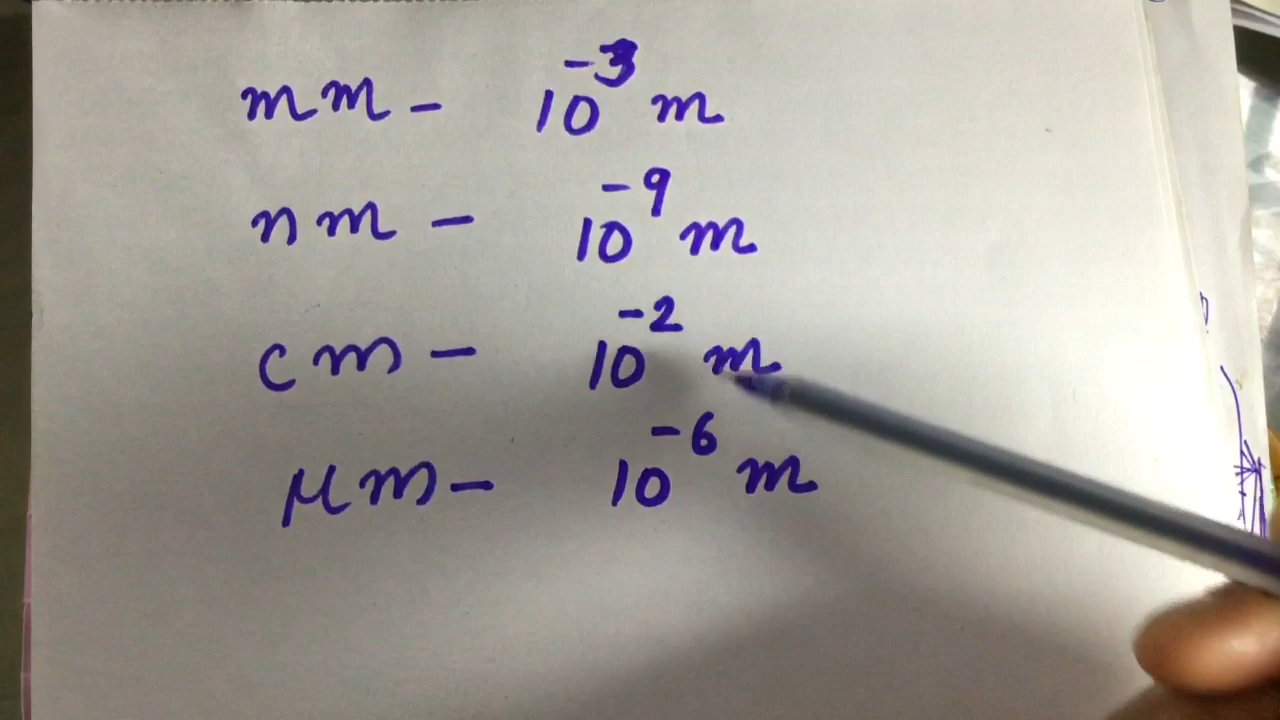 mm - 10⁻³ m
nm - 10⁻⁹ m
cm - 10⁻² m
μm - 10⁻⁶ m